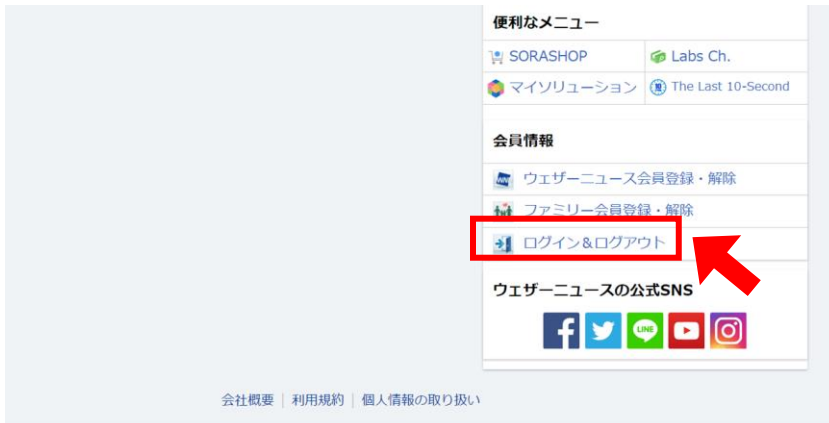 便利なメニュー
SORASHOP Labs Ch.
マイソリューション The Last 10-Second
会員情報
ウェザーニュース会員登録・解除
ファミリー会員登録・解除
ログイン&ログアウト
ウェザーニュースの公式SNS
LINE
会社概要 | 利用規約 | 個人情報の取り扱い